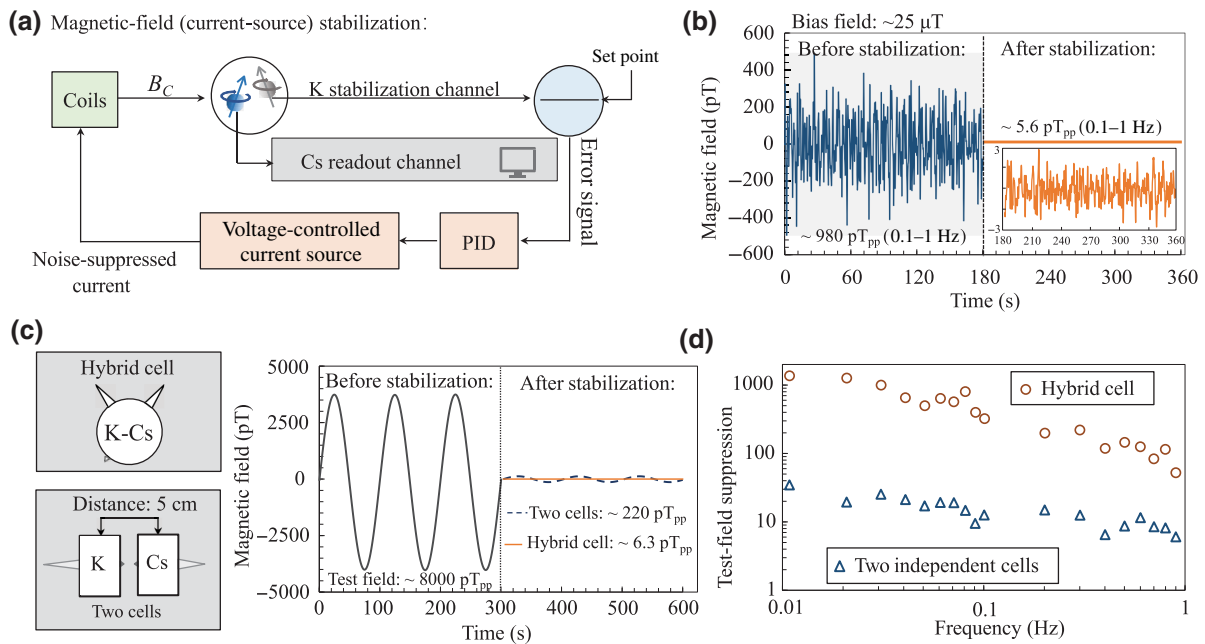 (a) Magnetic-field (current-source) stabilization:
Coils
B_C
K stabilization channel
Set point
Cs readout channel
Error signal
Voltage-controlled
current source
PID
Noise-suppressed
current
(b) Bias field: ~25 μT
Before stabilization:
After stabilization:
Magnetic field (pT)
600
400
200
0
−200
−400
−600
~ 980 pTpp (0.1–1 Hz)
~ 5.6 pTpp (0.1–1 Hz)
3
−3
180 210 240 270 300 330 360
0 60 120 180 240 300 360
Time (s)
(c)
Hybrid cell
K-Cs
Distance: 5 cm
K
Cs
Two cells
Magnetic field (pT)
5000
2500
0
−2500
−5000
Before stabilization:
After stabilization:
Two cells: ~ 220 pTpp
Hybrid cell: ~ 6.3 pTpp
Test field: ~ 8000 pTpp
0 100 200 300 400 500 600
Time (s)
(d)
Test-field suppression
1000
100
10
1
Hybrid cell
Two independent cells
0.01 0.1 1
Frequency (Hz)